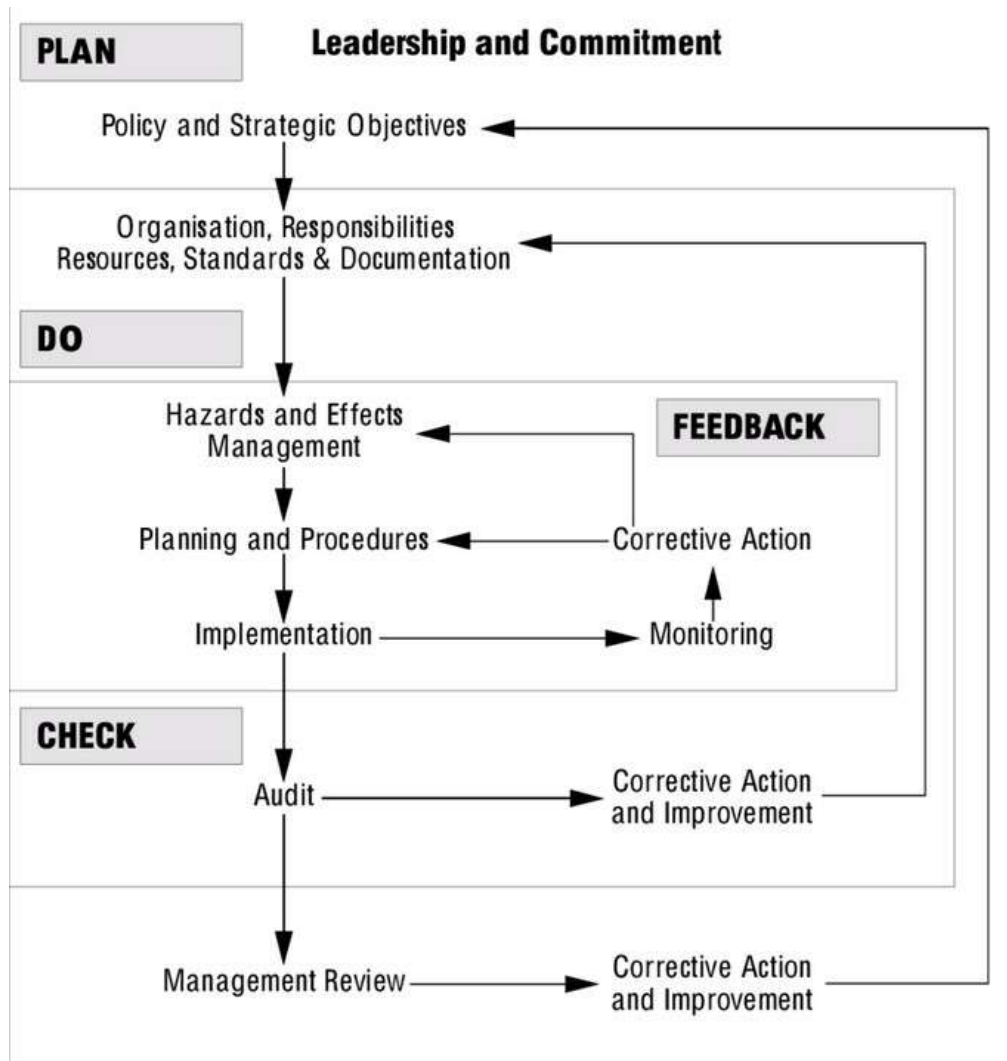 PLAN
Leadership and Commitment
Policy and Strategic Objectives
Organisation, Responsibilities
Resources, Standards & Documentation
DO
Hazards and Effects
Management
FEEDBACK
Planning and Procedures
Corrective Action
Implementation
Monitoring
CHECK
Audit
Corrective Action
and Improvement
Management Review
Corrective Action
and Improvement